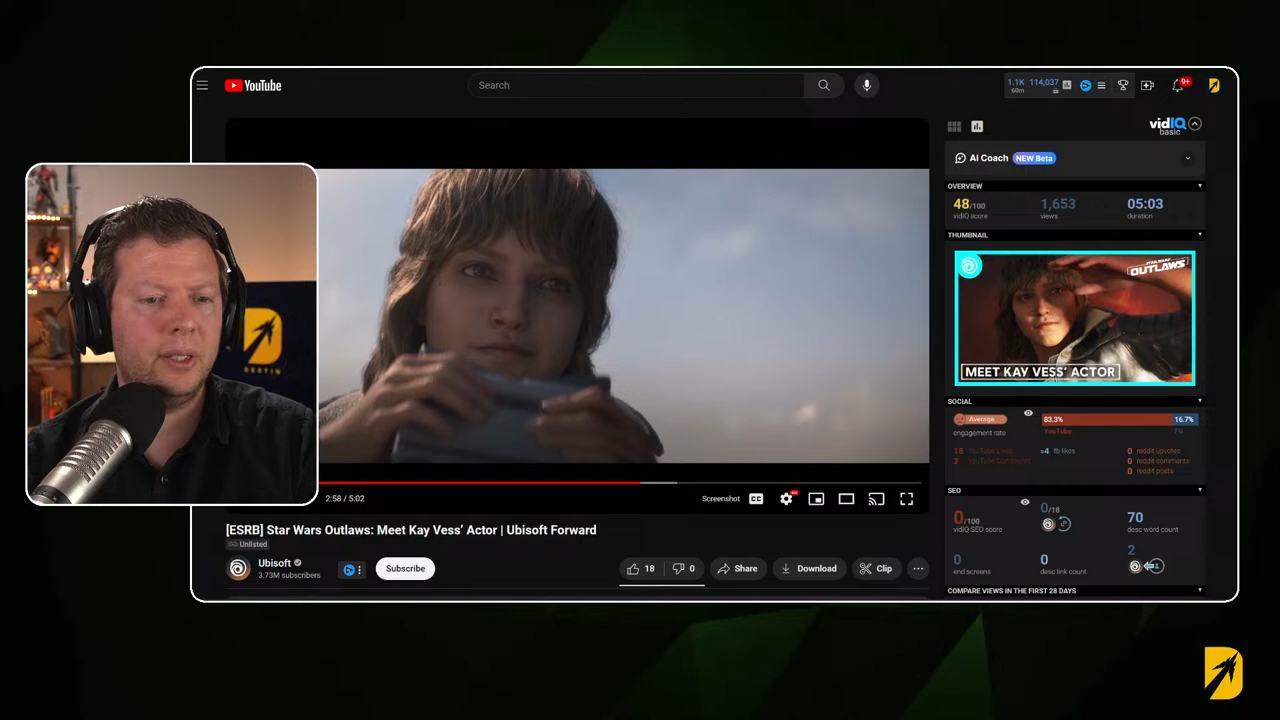 YouTube
Search
1.1K 114,037
60m
9+
vidIQ
basic
AI Coach NEW Beta
OVERVIEW
48/100 1,653 05:03
vidIQ score views duration
THUMBNAIL
STAR WARS
OUTLAWS
MEET KAY VESS' ACTOR
SOCIAL
Average 83.3% 16.7%
engagement rate YouTube FB
18 YouTube Likes ≈4 fb likes 0 reddit upvotes
2 YouTube Comments 0 reddit comments
0 reddit posts
SEO
0/100 0/18 70
vidIQ SEO score desc word count
0 0 2
end screens desc link count
COMPARE VIEWS IN THE FIRST 28 DAYS
DESTIN
2:58 / 5:02 Screenshot CC
[ESRB] Star Wars Outlaws: Meet Kay Vess' Actor | Ubisoft Forward
Unlisted
Ubisoft
3.73M subscribers
Subscribe
18 0 Share Download Clip